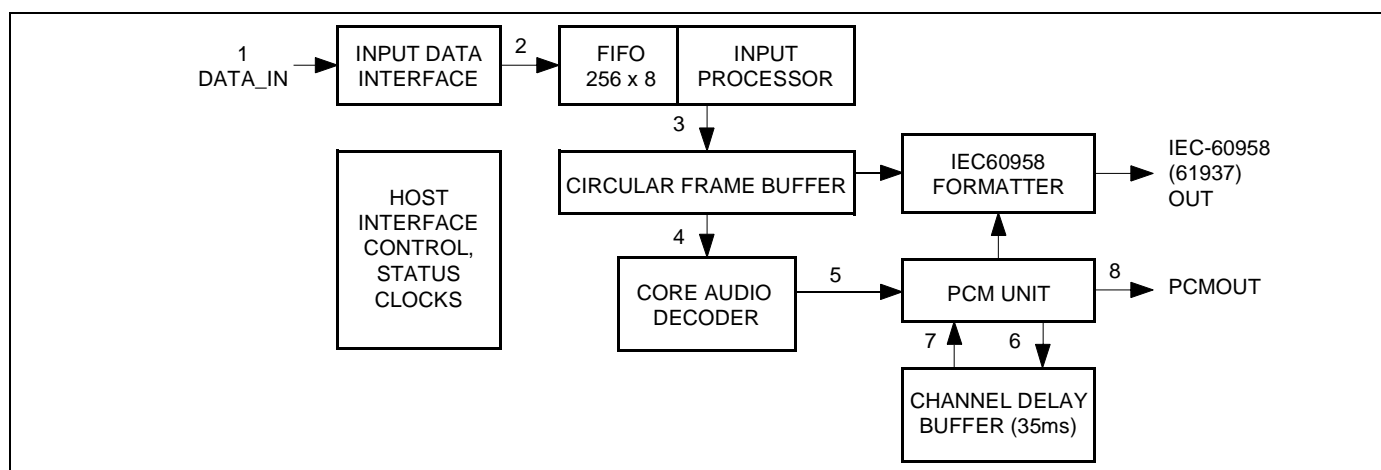 1
DATA_IN
INPUT DATA
INTERFACE
2
FIFO
256 x 8
INPUT
PROCESSOR
3
HOST
INTERFACE
CONTROL,
STATUS
CLOCKS
CIRCULAR FRAME BUFFER
IEC60958
FORMATTER
IEC-60958
(61937)
OUT
4
CORE AUDIO
DECODER
5
PCM UNIT
8
PCMOUT
7
6
CHANNEL DELAY
BUFFER (35ms)